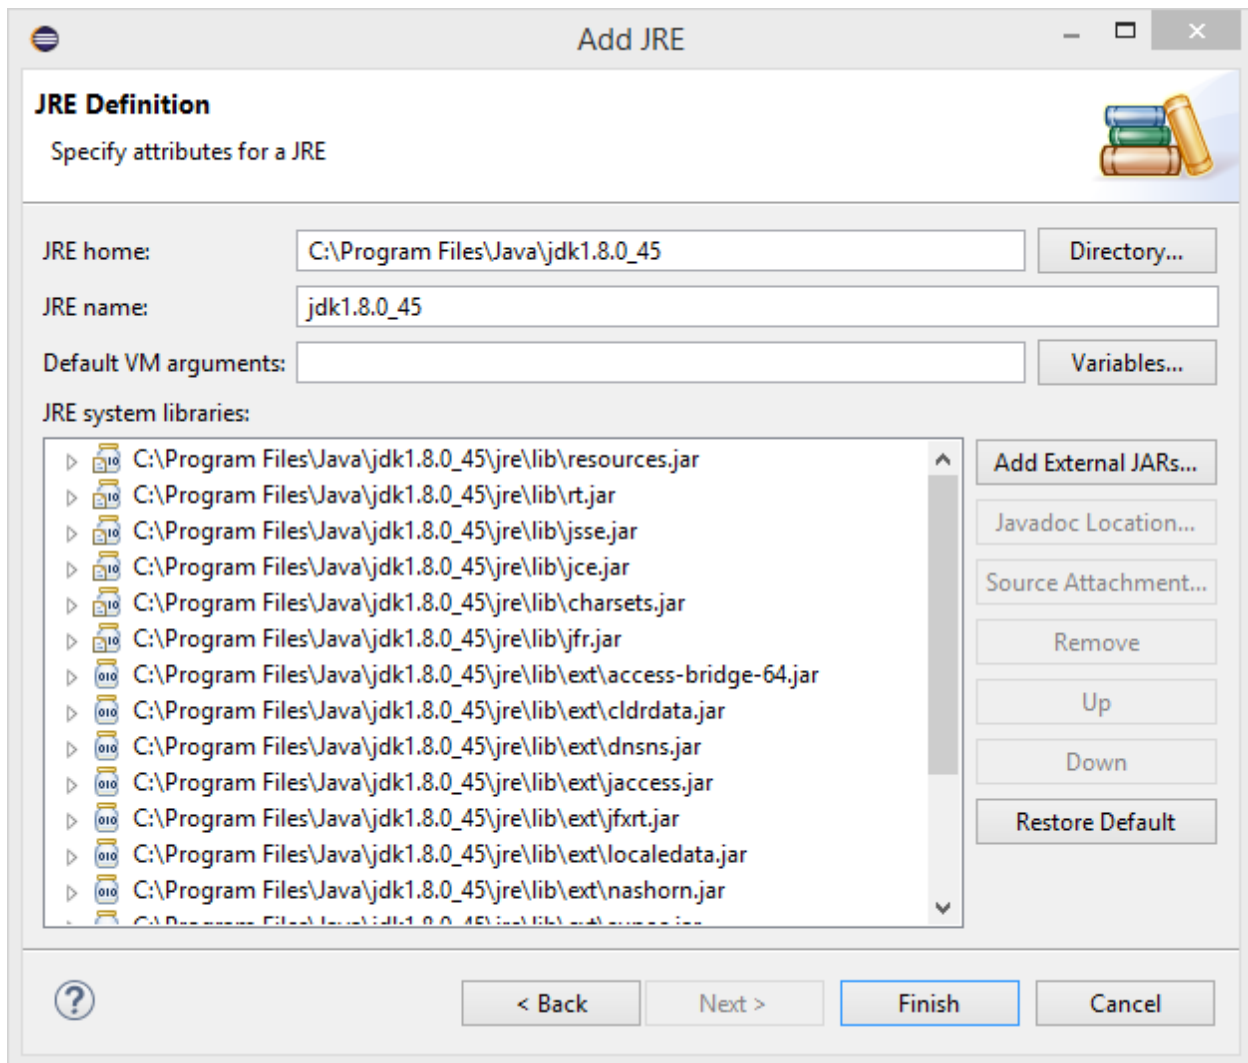 Add JRE
JRE Definition
Specify attributes for a JRE
JRE home: C:\Program Files\Java\jdk1.8.0_45 Directory...
JRE name: jdk1.8.0_45
Default VM arguments: Variables...
JRE system libraries:
C:\Program Files\Java\jdk1.8.0_45\jre\lib\resources.jar Add External JARs...
C:\Program Files\Java\jdk1.8.0_45\jre\lib\rt.jar
C:\Program Files\Java\jdk1.8.0_45\jre\lib\jsse.jar Javadoc Location...
C:\Program Files\Java\jdk1.8.0_45\jre\lib\jce.jar Source Attachment...
C:\Program Files\Java\jdk1.8.0_45\jre\lib\charsets.jar
C:\Program Files\Java\jdk1.8.0_45\jre\lib\jfr.jar Remove
C:\Program Files\Java\jdk1.8.0_45\jre\lib\ext\access-bridge-64.jar
C:\Program Files\Java\jdk1.8.0_45\jre\lib\ext\cldrdata.jar Up
C:\Program Files\Java\jdk1.8.0_45\jre\lib\ext\dnsns.jar
C:\Program Files\Java\jdk1.8.0_45\jre\lib\ext\jaccess.jar Down
C:\Program Files\Java\jdk1.8.0_45\jre\lib\ext\jfxrt.jar Restore Default
C:\Program Files\Java\jdk1.8.0_45\jre\lib\ext\localedata.jar
C:\Program Files\Java\jdk1.8.0_45\jre\lib\ext\nashorn.jar
? < Back Next > Finish Cancel